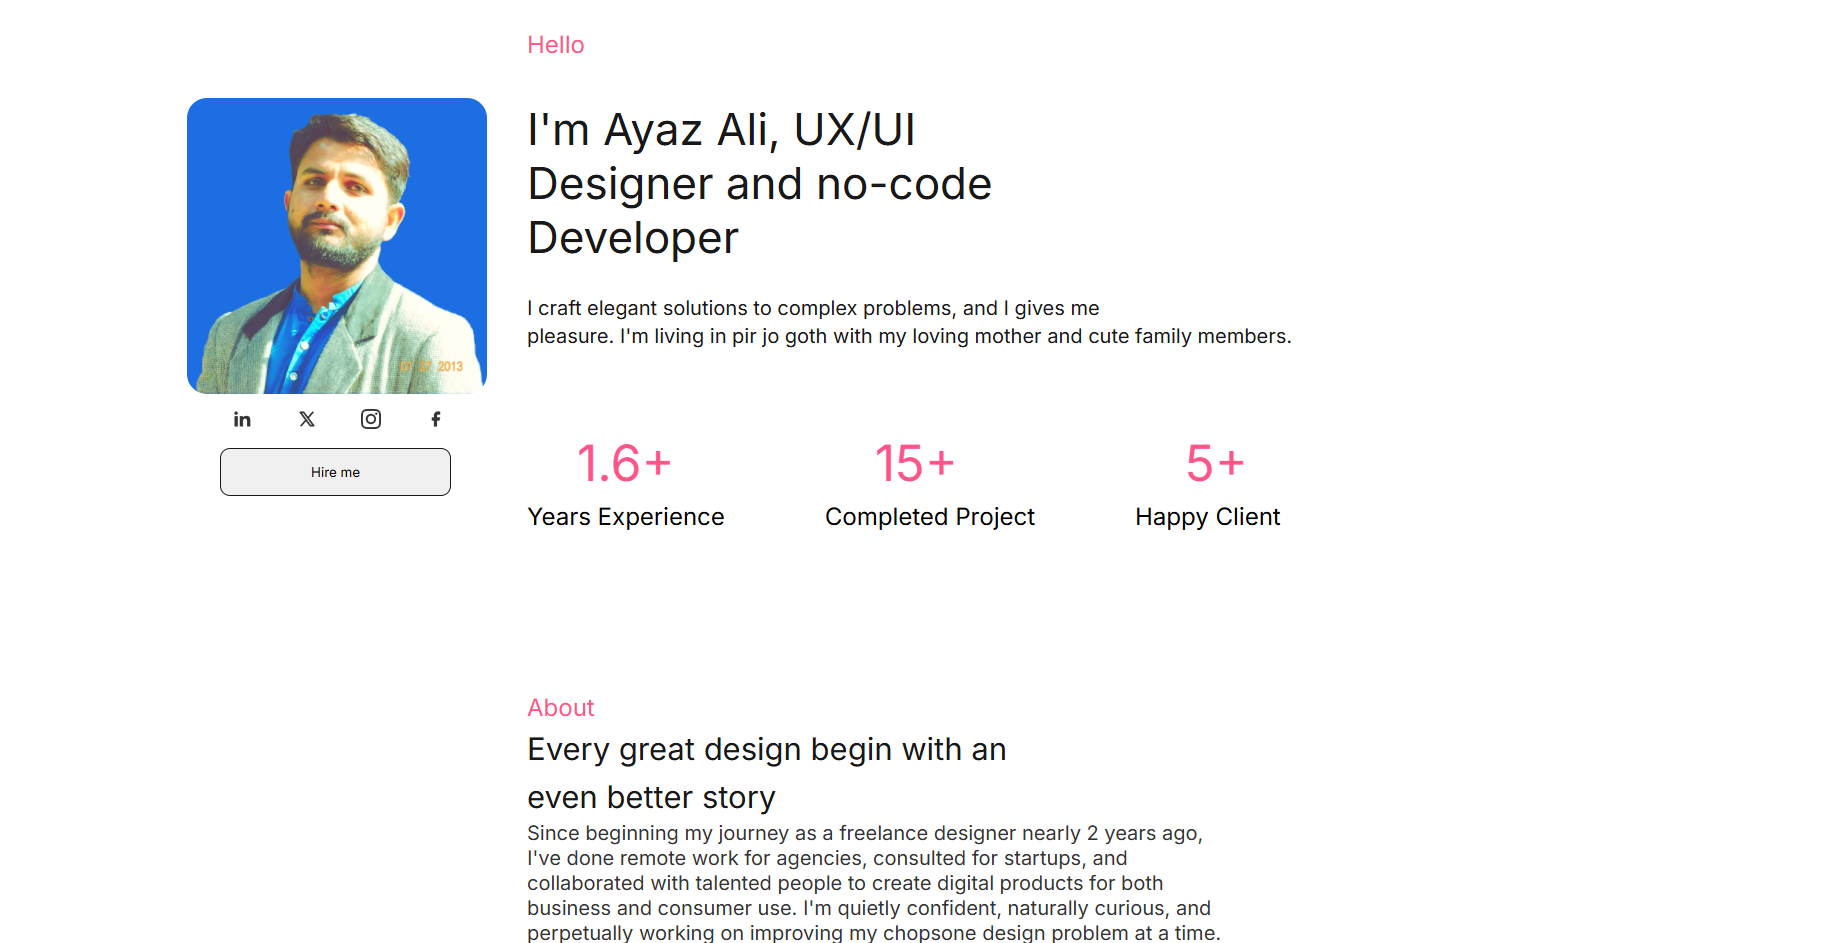 Hello
I'm Ayaz Ali, UX/UI
Designer and no-code
Developer
I craft elegant solutions to complex problems, and I gives me
pleasure. I'm living in pir jo goth with my loving mother and cute family members.
2013
in
Hire me
1.6+
15+
5+
Years Experience
Completed Project
Happy Client
About
Every great design begin with an
even better story
Since beginning my journey as a freelance designer nearly 2 years ago,
I've done remote work for agencies, consulted for startups, and
collaborated with talented people to create digital products for both
business and consumer use. I'm quietly confident, naturally curious, and
perpetually working on improving my chopsone design problem at a time.